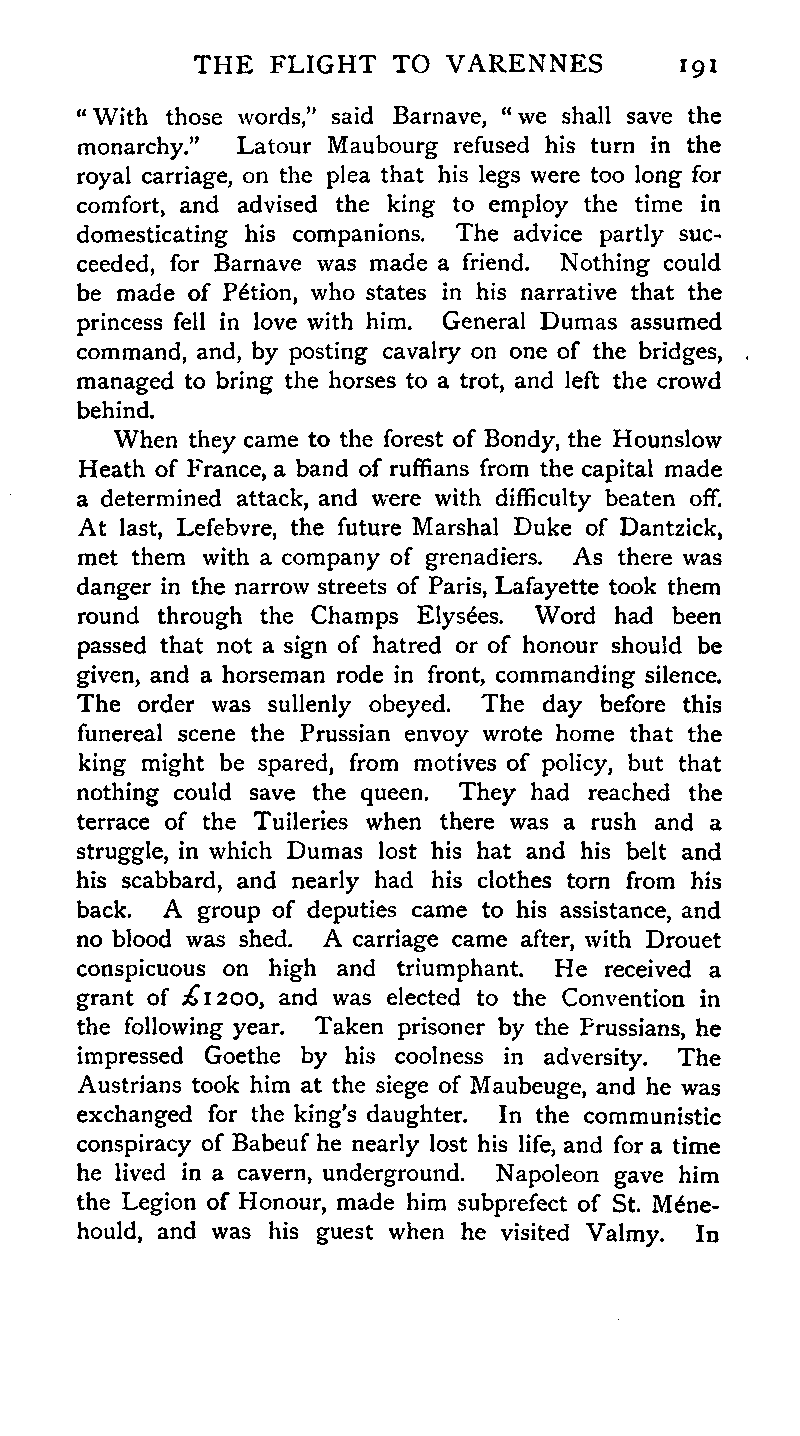 THE FLIGHT TO VARENNES 191
“With those words,” said Barnave, “we shall save the
monarchy.” Latour Maubourg refused his turn in the
royal carriage, on the plea that his legs were too long for
comfort, and advised the king to employ the time in
domesticating his companions. The advice partly suc-
ceeded, for Barnave was made a friend. Nothing could
be made of Pétion, who states in his narrative that the
princess fell in love with him. General Dumas assumed
command, and, by posting cavalry on one of the bridges,
managed to bring the horses to a trot, and left the crowd
behind.
When they came to the forest of Bondy, the Hounslow
Heath of France, a band of ruffians from the capital made
a determined attack, and were with difficulty beaten off.
At last, Lefebvre, the future Marshal Duke of Dantzick,
met them with a company of grenadiers. As there was
danger in the narrow streets of Paris, Lafayette took them
round through the Champs Elysées. Word had been
passed that not a sign of hatred or of honour should be
given, and a horseman rode in front, commanding silence.
The order was sullenly obeyed. The day before this
funereal scene the Prussian envoy wrote home that the
king might be spared, from motives of policy, but that
nothing could save the queen. They had reached the
terrace of the Tuileries when there was a rush and a
struggle, in which Dumas lost his hat and his belt and
his scabbard, and nearly had his clothes torn from his
back. A group of deputies came to his assistance, and
no blood was shed. A carriage came after, with Drouet
conspicuous on high and triumphant. He received a
grant of £1200, and was elected to the Convention in
the following year. Taken prisoner by the Prussians, he
impressed Goethe by his coolness in adversity. The
Austrians took him at the siege of Maubeuge, and he was
exchanged for the king's daughter. In the communistic
conspiracy of Babeuf he nearly lost his life, and for a time
he lived in a cavern, underground. Napoleon gave him
the Legion of Honour, made him subprefect of St. Méne-
hould, and was his guest when he visited Valmy. In